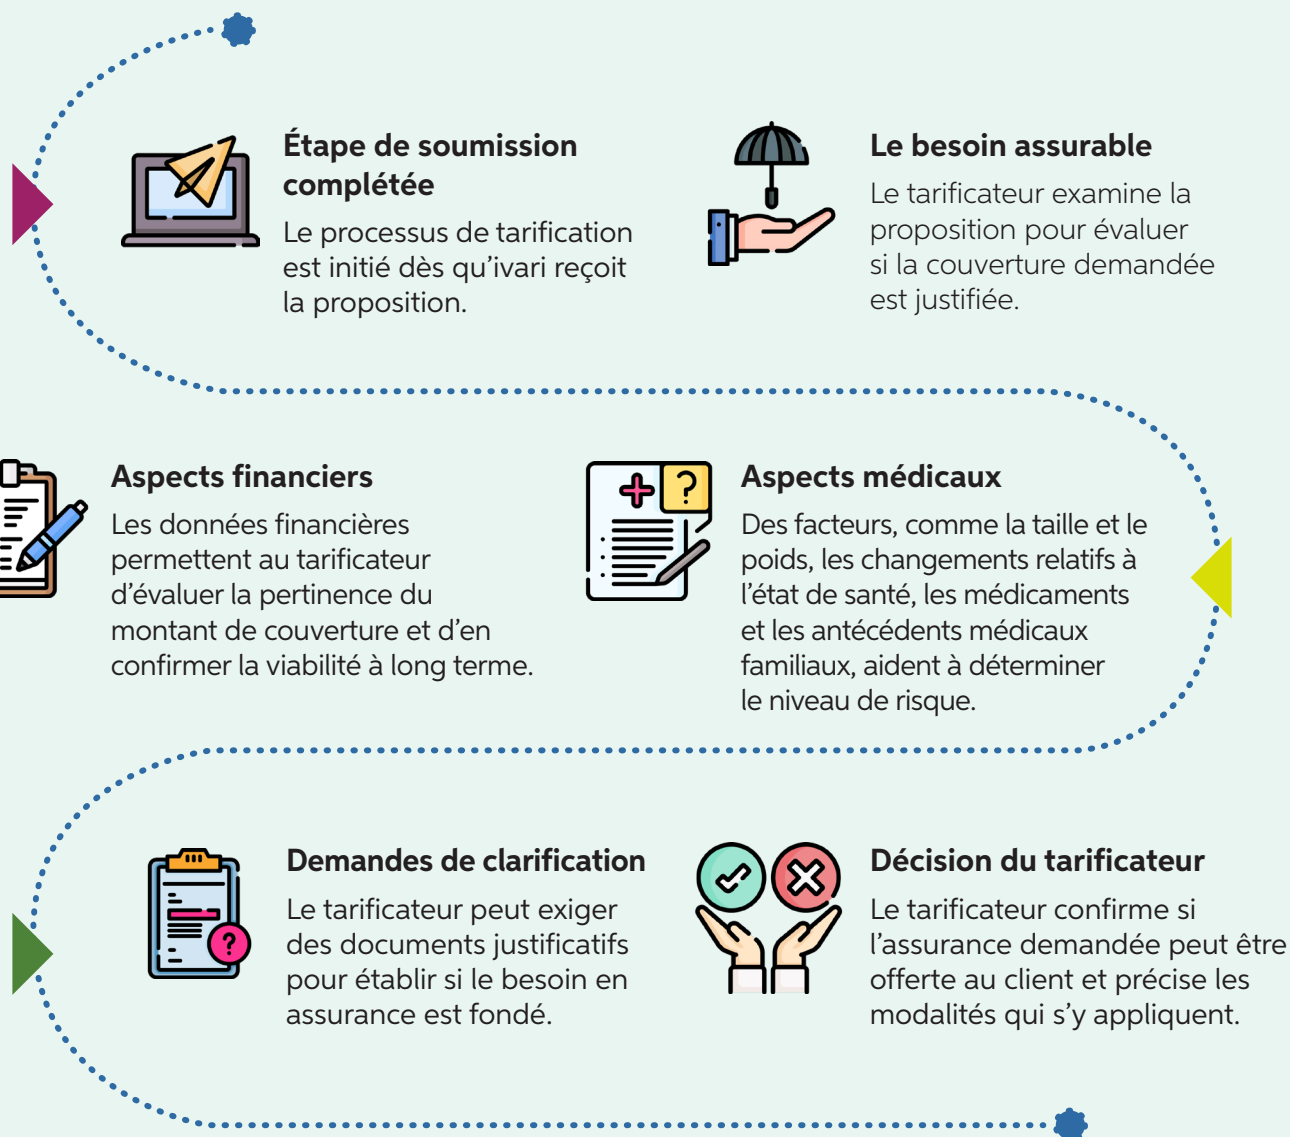 Étape de soumission
complétée
Le processus de tarification
est initié dès qu’ivari reçoit
la proposition.
Le besoin assurable
Le tarificateur examine la
proposition pour évaluer
si la couverture demandée
est justifiée.
Aspects financiers
Les données financières
permettent au tarificateur
d’évaluer la pertinence du
montant de couverture et d’en
confirmer la viabilité à long terme.
Aspects médicaux
Des facteurs, comme la taille et le
poids, les changements relatifs à
l’état de santé, les médicaments
et les antécédents médicaux
familiaux, aident à déterminer
le niveau de risque.
Demandes de clarification
Le tarificateur peut exiger
des documents justificatifs
pour établir si le besoin en
assurance est fondé.
Décision du tarificateur
Le tarificateur confirme si
l’assurance demandée peut être
offerte au client et précise les
modalités qui s’y appliquent.